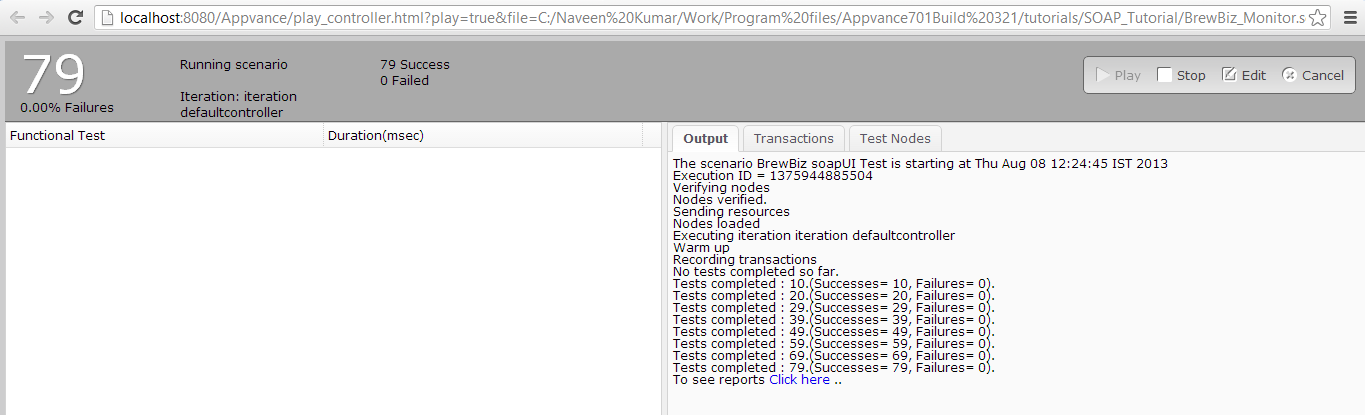 localhost:8080/Appvance/play_controller.html?play=true&file=C:/Naveen%20Kumar/Work/Program%20files/Appvance701Build%20321/tutorials/SOAP_Tutorial/BrewBiz_Monitor.s
79
0.00% Failures
Running scenario
Iteration: iteration
defaultcontroller
79 Success
0 Failed
Play Stop Edit Cancel
Functional Test Duration(msec)
Output Transactions Test Nodes
The scenario BrewBiz soapUI Test is starting at Thu Aug 08 12:24:45 IST 2013
Execution ID = 1375944885504
Verifying nodes
Nodes verified.
Sending resources
Nodes loaded
Executing iteration iteration defaultcontroller
Warm up
Recording transactions
No tests completed so far.
Tests completed : 10.(Successes= 10, Failures= 0).
Tests completed : 20.(Successes= 20, Failures= 0).
Tests completed : 29.(Successes= 29, Failures= 0).
Tests completed : 39.(Successes= 39, Failures= 0).
Tests completed : 49.(Successes= 49, Failures= 0).
Tests completed : 59.(Successes= 59, Failures= 0).
Tests completed : 69.(Successes= 69, Failures= 0).
Tests completed : 79.(Successes= 79, Failures= 0).
To see reports Click here ..